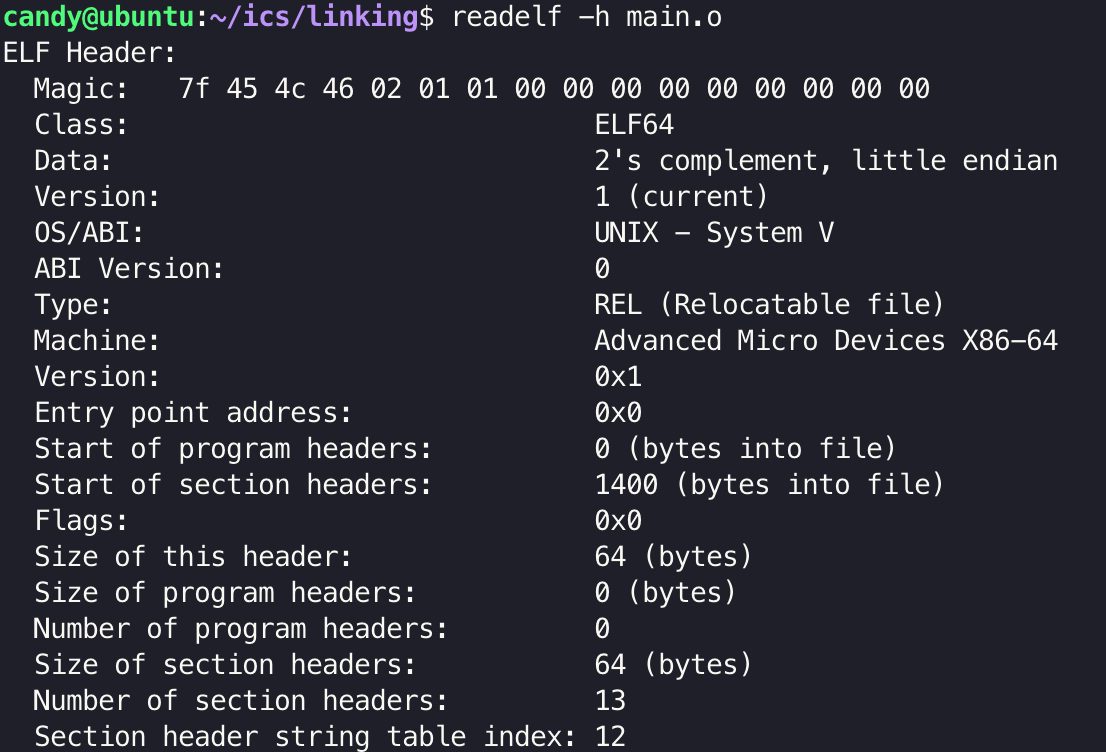 candy@ubuntu:~/ics/linking$ readelf -h main.o
ELF Header:
  Magic:   7f 45 4c 46 02 01 01 00 00 00 00 00 00 00 00 00
  Class:                             ELF64
  Data:                              2's complement, little endian
  Version:                           1 (current)
  OS/ABI:                            UNIX - System V
  ABI Version:                       0
  Type:                              REL (Relocatable file)
  Machine:                           Advanced Micro Devices X86-64
  Version:                           0x1
  Entry point address:               0x0
  Start of program headers:          0 (bytes into file)
  Start of section headers:          1400 (bytes into file)
  Flags:                             0x0
  Size of this header:               64 (bytes)
  Size of program headers:           0 (bytes)
  Number of program headers:         0
  Size of section headers:           64 (bytes)
  Number of section headers:         13
  Section header string table index: 12